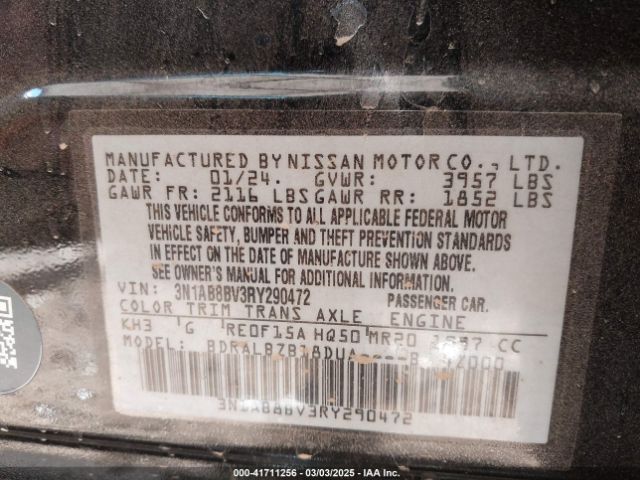 MANUFACTURED BY NISSAN MOTOR CO., LTD.
DATE: 01/24. GVWR: 3957 LBS
GAWR FR: 2116 LBS GAWR RR: 1852 LBS
THIS VEHICLE CONFORMS TO ALL APPLICABLE FEDERAL MOTOR
VEHICLE SAFETY, BUMPER AND THEFT PREVENTION STANDARDS
IN EFFECT ON THE DATE OF MANUFACTURE SHOWN ABOVE.
SEE OWNER'S MANUAL FOR ADDITIONAL INFORMATION.
VIN: 3N1AB8BV3RY290472 PASSENGER CAR.
COLOR TRIM TRANS AXLE ENGINE
KH3 G RE0F15A HQ50 MR20 CC
MODEL:
3N1AB8BV3RY290472
000-41711256 — 03/03/2025 — IAA Inc.